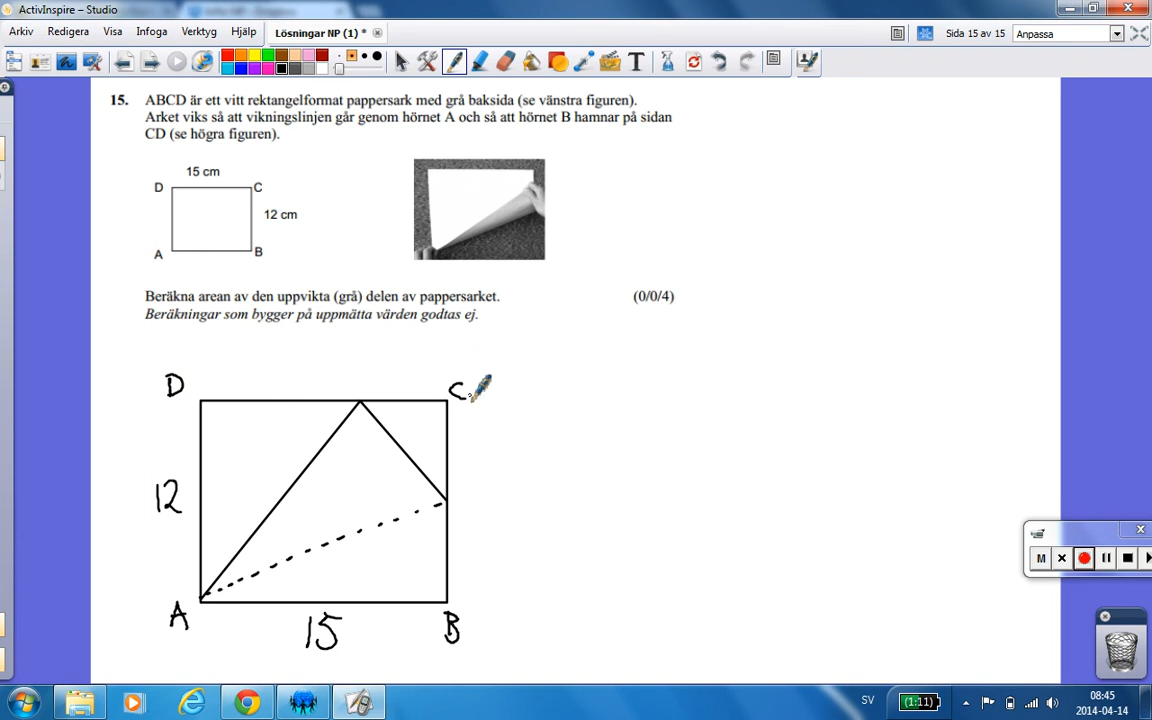 ActivInspire – Studio
Arkiv Redigera Visa Infoga Verktyg Hjälp Lösningar NP (1) * Sida 15 av 15 Anpassa
15. ABCD är ett vitt rektangelformat pappersark med grå baksida (se vänstra figuren).
Arket viks så att vikningslinjen går genom hörnet A och så att hörnet B hamnar på sidan
CD (se högra figuren).
15 cm
D C
12 cm
A B
Beräkna arean av den uppvikta (grå) delen av pappersarket. (0/0/4)
Beräkningar som bygger på uppmätta värden godtas ej.
D C
12
A 15 B
M
SV (1:11) 08:45
2014-04-14